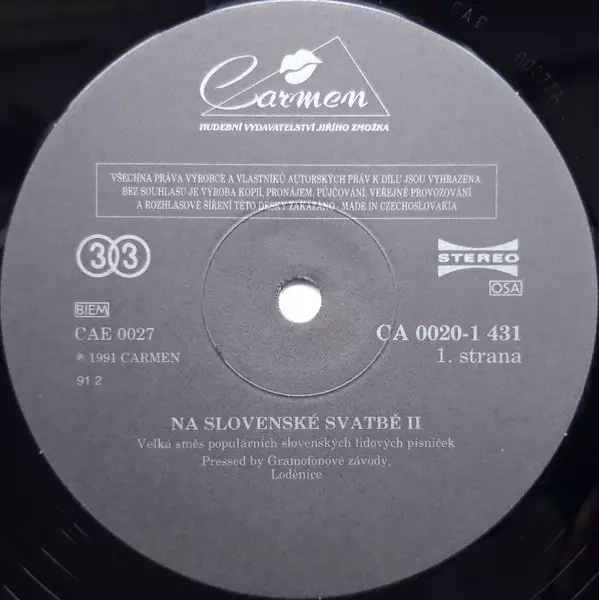 Carmen
HUDEBNÍ VYDAVATELSTVÍ JIŘÍHO ZMOŽKA
VŠECHNA PRÁVA VÝROBCE A VLASTNÍKŮ AUTORSKÝCH PRÁV K DÍLU JSOU VYHRAZENA.
BEZ SOUHLASU JE VÝROBA KOPIÍ, PRONÁJEM, PŮJČOVÁNÍ, VEŘEJNÉ PROVOZOVÁNÍ
A ROZHLASOVÉ ŠÍŘENÍ TÉTO DESKY ZAKÁZÁNO - MADE IN CZECHOSLOVAKIA
33
STEREO
OSA
BIEM
CAE 0027
℗ 1991 CARMEN
91 2
CA 0020-1 431
1. strana
NA SLOVENSKÉ SVATBĚ II
Velká směs populárních slovenských lidových písniček
Pressed by Gramofonové závody,
Loděnice
CAE 0027/A